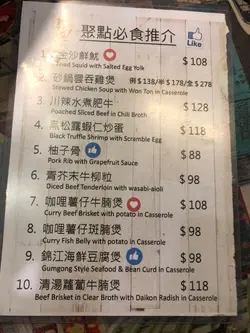 聚點必食推介 Like
1. 金沙鮮魷 $108
Fried Squid with Salted Egg Yolk
2. 砂鍋雲吞雞煲 例$138/半$178/全$278
Stewed Chicken Soup with Won Ton in Casserole
3. 川辣水煮肥牛 $128
Poached Sliced Beef in Chili Broth
4. 黑松露蝦仁炒蛋 $118
Black Truffle Shrimp with Scramble Egg
5. 柚子骨 $98
Pork Rib with Grapefruit Sauce
6. 青芥末牛柳粒 $98
Diced Beef Tenderloin with wasabi-aioli
7. 咖哩薯仔牛腩煲 $108
Curry Beef Brisket with potato in Casserole
8. 咖哩薯仔斑腩煲 $98
Curry Fish Belly with potato in Casserole
9. 錦江海鮮豆腐煲 $88
Gumgong Style Seafood & Bean Curd in Casserole
10. 清湯蘿蔔牛腩煲 $118
Beef Brisket in Clear Broth with Daikon Radish in Casserole